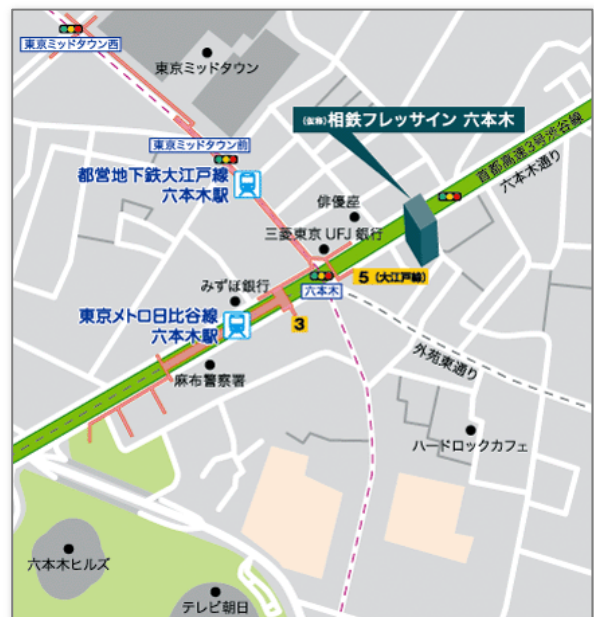 東京ミッドタウン西
東京ミッドタウン
(仮称)相鉄フレッサイン 六本木
首都高速3号渋谷線
六本木通り
東京ミッドタウン前
都営地下鉄大江戸線
六本木駅
俳優座
三菱東京UFJ銀行
5(大江戸線)
六本木
みずほ銀行
東京メトロ日比谷線
六本木駅
3
外苑東通り
麻布警察署
ハードロックカフェ
六本木ヒルズ
テレビ朝日